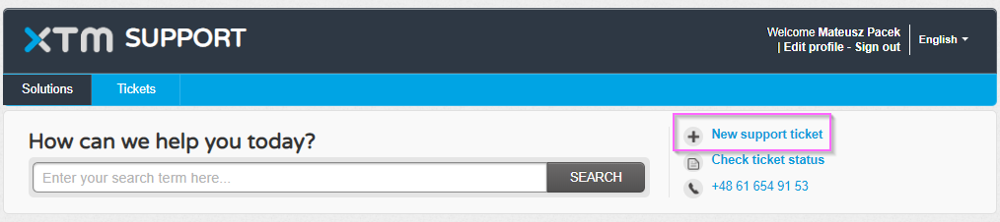 XTM SUPPORT
Welcome Mateusz Pacek
| Edit profile - Sign out
English
Solutions
Tickets
How can we help you today?
Enter your search term here...
SEARCH
New support ticket
Check ticket status
+48 61 654 91 53